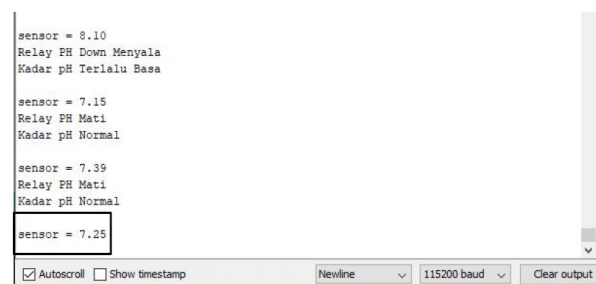 sensor = 8.10
Relay PH Down Menyala
Kadar pH Terlalu Basa
sensor = 7.15
Relay PH Mati
Kadar pH Normal
sensor = 7.39
Relay PH Mati
Kadar pH Normal
sensor = 7.25
Autoscroll Show timestamp Newline 115200 baud Clear output